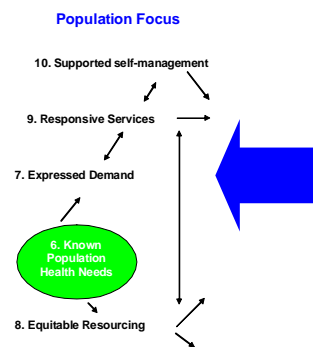 Population Focus
10. Supported self-management
9. Responsive Services
7. Expressed Demand
6. Known
Population
Health Needs
8. Equitable Resourcing